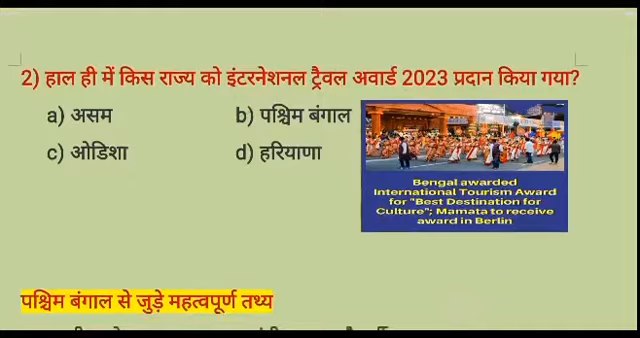 2) हाल ही में किस राज्य को इंटरनेशनल ट्रैवल अवार्ड 2023 प्रदान किया गया?
a) असम b) पश्चिम बंगाल
c) ओडिशा d) हरियाणा
Bengal awarded
International Tourism Award
for "Best Destination for
Culture"; Mamata to receive
award in Berlin
पश्चिम बंगाल से जुड़े महत्वपूर्ण तथ्य